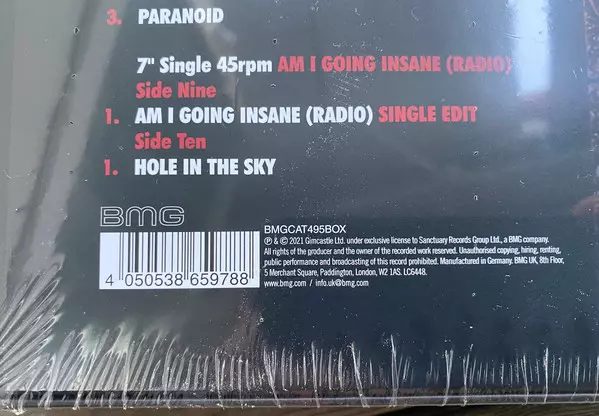 3. PARANOID
7" Single 45rpm AM I GOING INSANE (RADIO)
Side Nine
1. AM I GOING INSANE (RADIO) SINGLE EDIT
Side Ten
1. HOLE IN THE SKY
BMG
4 050538 659788
BMGCAT495BOX
℗ & © 2021 Gimcastle Ltd. under exclusive license to Sanctuary Records Group Ltd., a BMG company.
All rights of the producer and the owner of the recorded work reserved. Unauthorised copying, hiring, renting,
public performance and broadcasting of this record prohibited. Manufactured in Germany. BMG UK, 8th Floor,
5 Merchant Square, Paddington, London, W2 1AS. LC6448.
www.bmg.com / info.uk@bmg.com